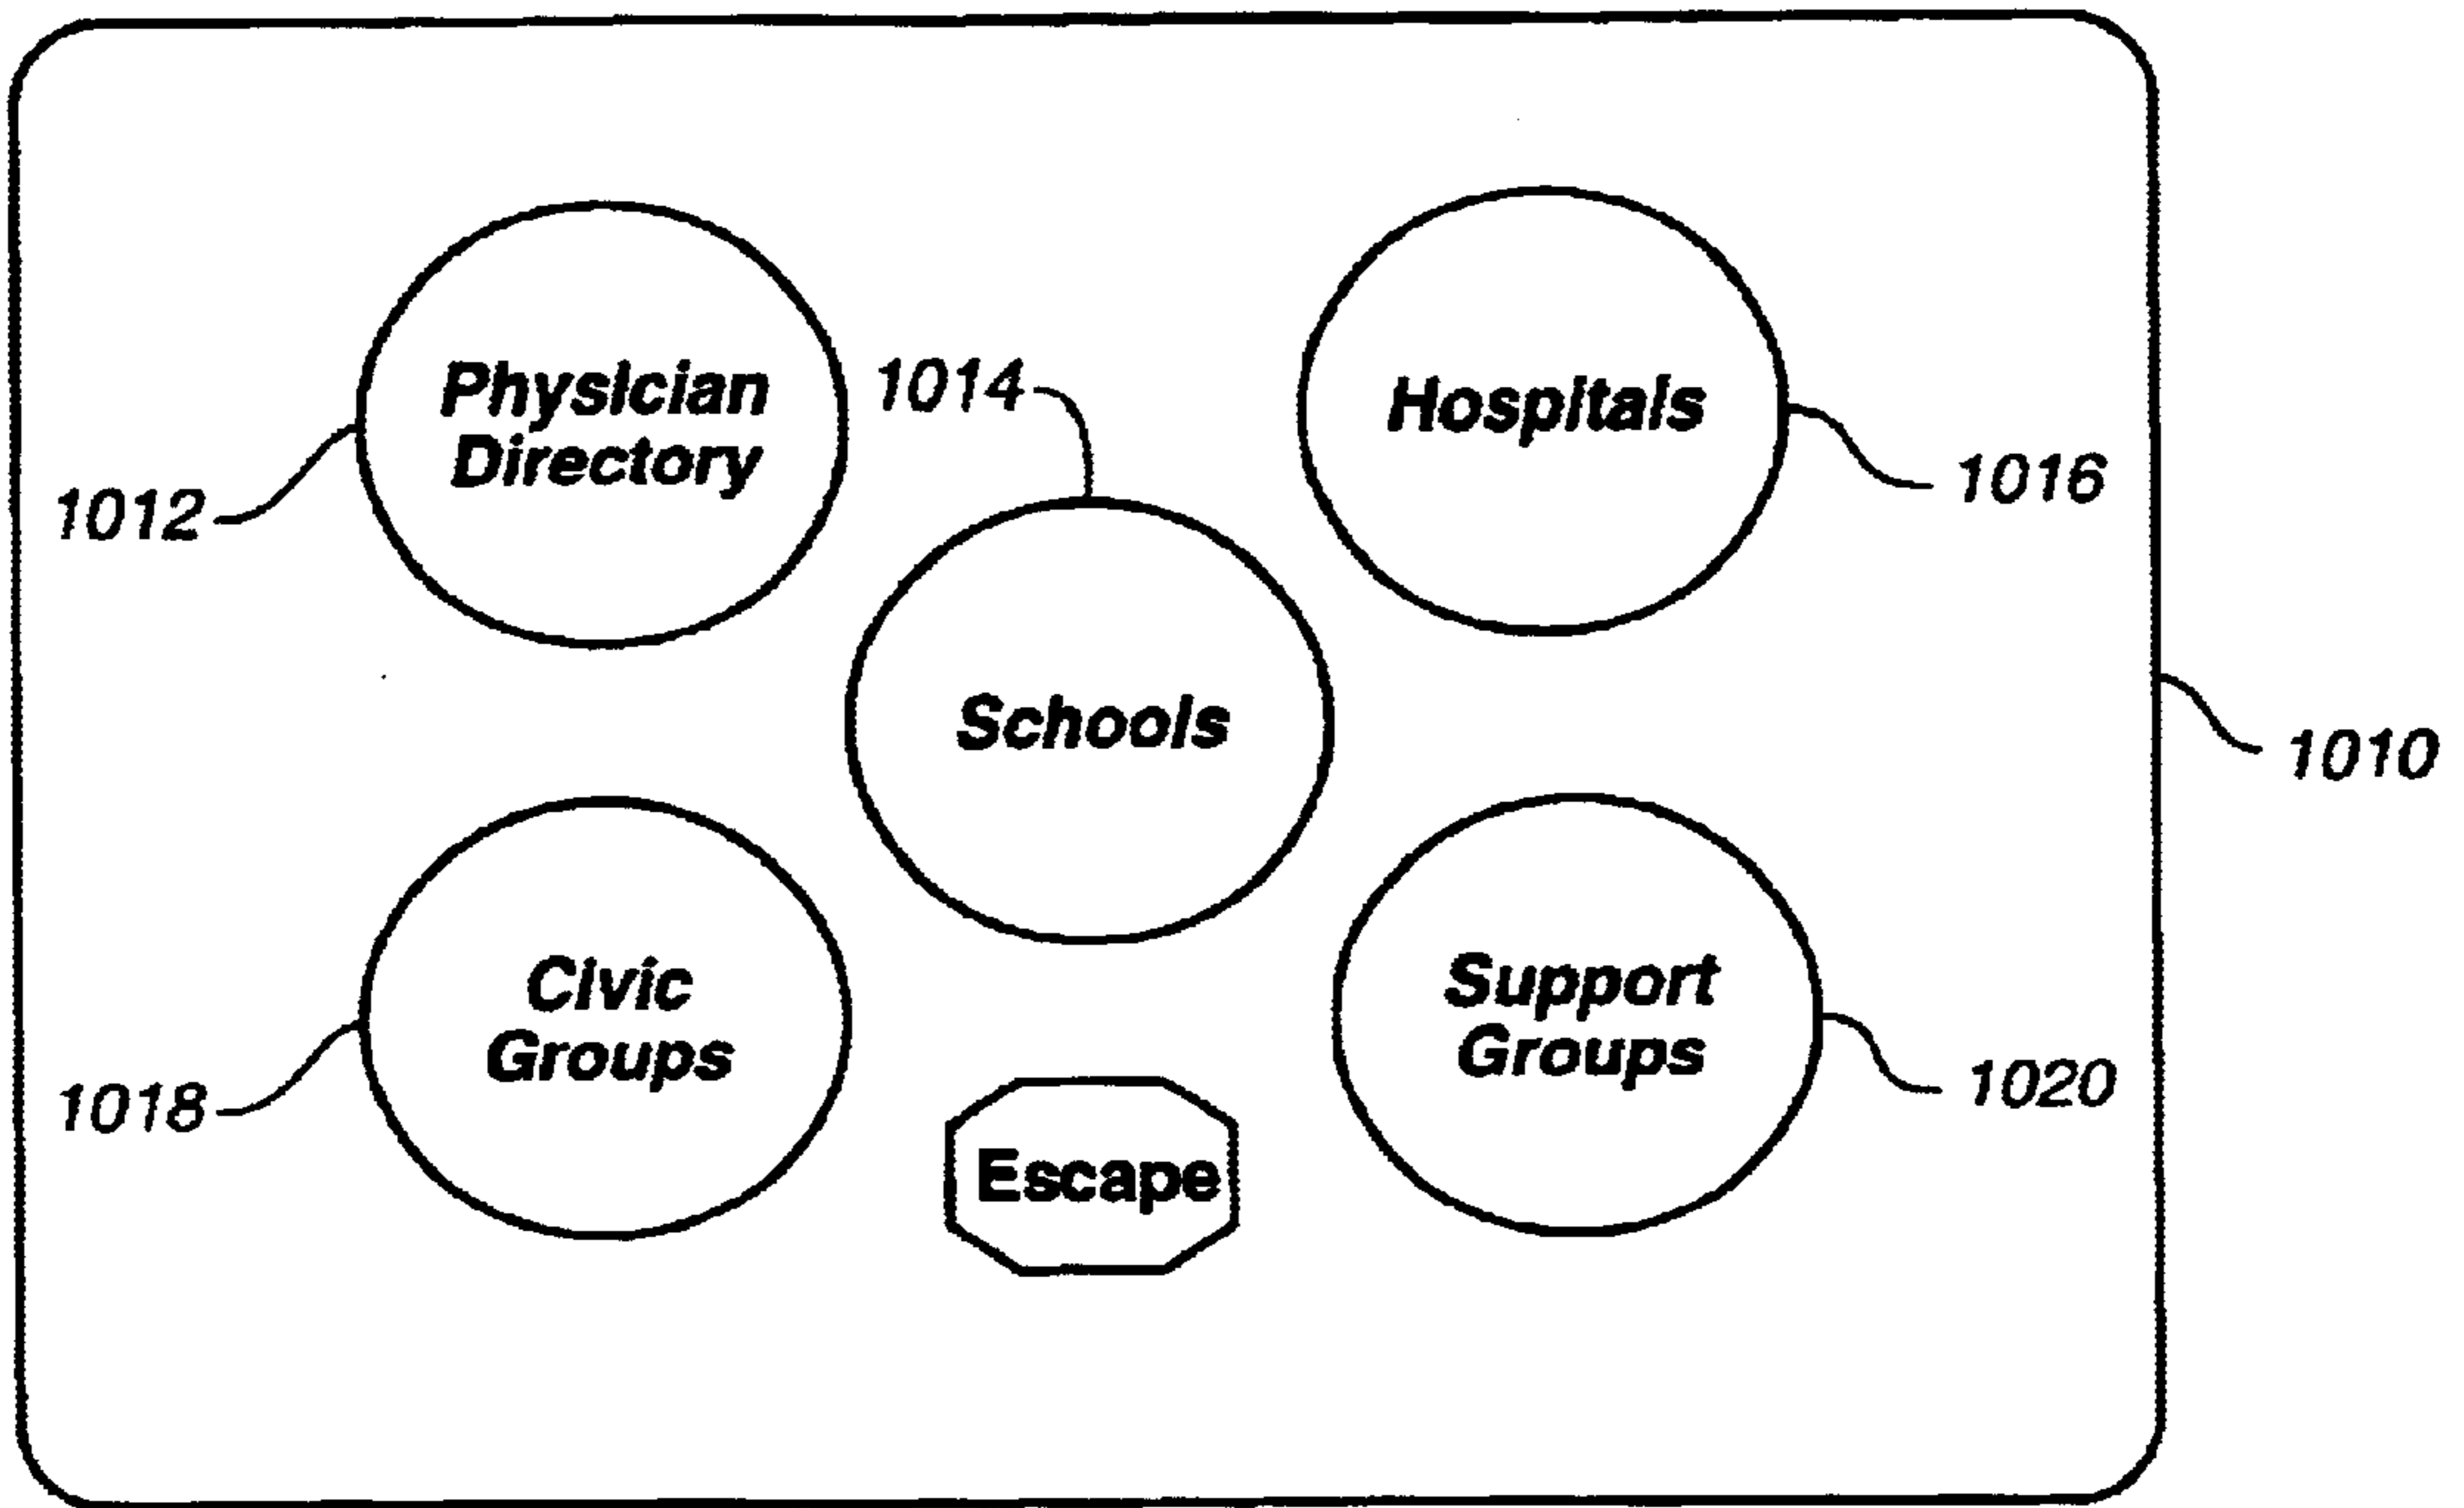 Physician
Directory
1012
1014
Hospitals
1016
Schools
1010
Civic
Groups
1018
Support
Groups
1020
Escape